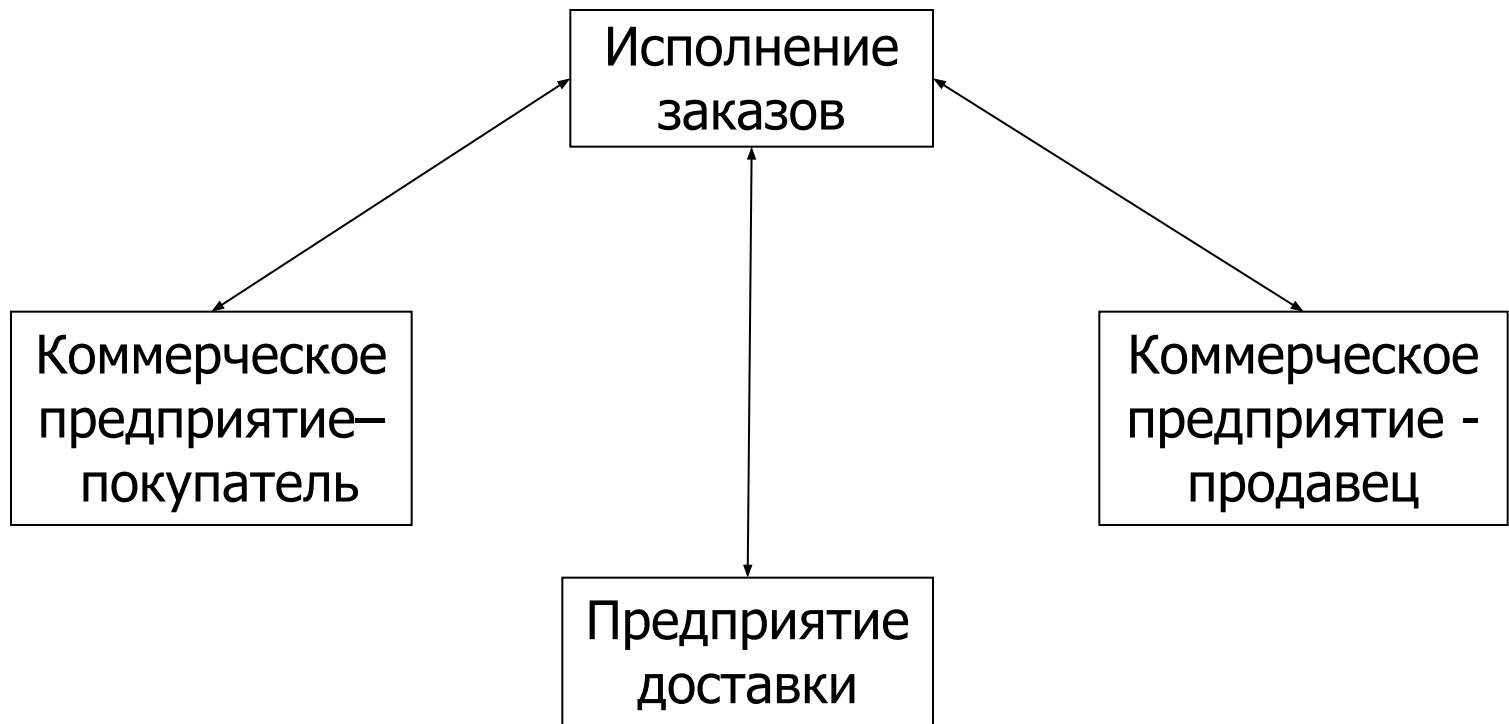 Исполнение
заказов
Коммерческое
предприятие–
покупатель
Коммерческое
предприятие -
продавец
Предприятие
доставки